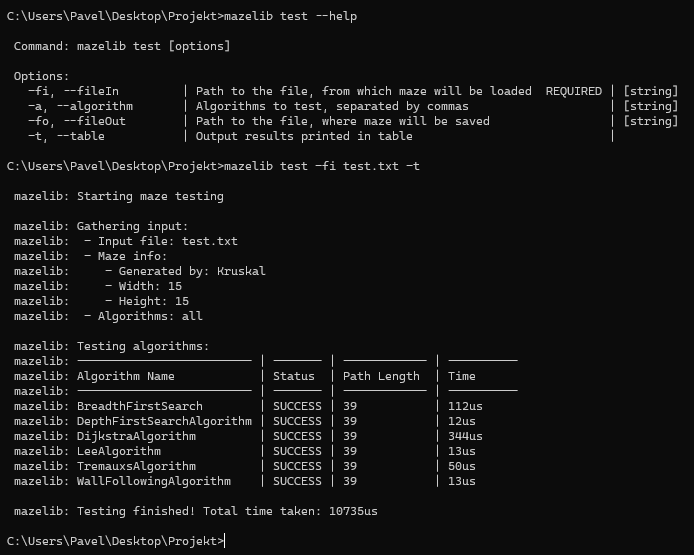 C:\Users\Pavel\Desktop\Projekt>mazelib test --help
Command: mazelib test [options]
Options:
-fi, --fileIn | Path to the file, from which maze will be loaded REQUIRED | [string]
-a, --algorithm | Algorithms to test, separated by commas | [string]
-fo, --fileOut | Path to the file, where maze will be saved | [string]
-t, --table | Output results printed in table |
C:\Users\Pavel\Desktop\Projekt>mazelib test -fi test.txt -t
mazelib: Starting maze testing
mazelib: Gathering input:
mazelib: - Input file: test.txt
mazelib: - Maze info:
mazelib: - Generated by: Kruskal
mazelib: - Width: 15
mazelib: - Height: 15
mazelib: - Algorithms: all
mazelib: Testing algorithms:
mazelib: ───────────────────────── | ─────── | ──────────── | ──────────
mazelib: Algorithm Name | Status | Path Length | Time
mazelib: ───────────────────────── | ─────── | ──────────── | ──────────
mazelib: BreadthFirstSearch | SUCCESS | 39 | 112us
mazelib: DepthFirstSearchAlgorithm | SUCCESS | 39 | 12us
mazelib: DijkstraAlgorithm | SUCCESS | 39 | 344us
mazelib: LeeAlgorithm | SUCCESS | 39 | 13us
mazelib: TremauxsAlgorithm | SUCCESS | 39 | 50us
mazelib: WallFollowingAlgorithm | SUCCESS | 39 | 13us
mazelib: Testing finished! Total time taken: 10735us
C:\Users\Pavel\Desktop\Projekt>